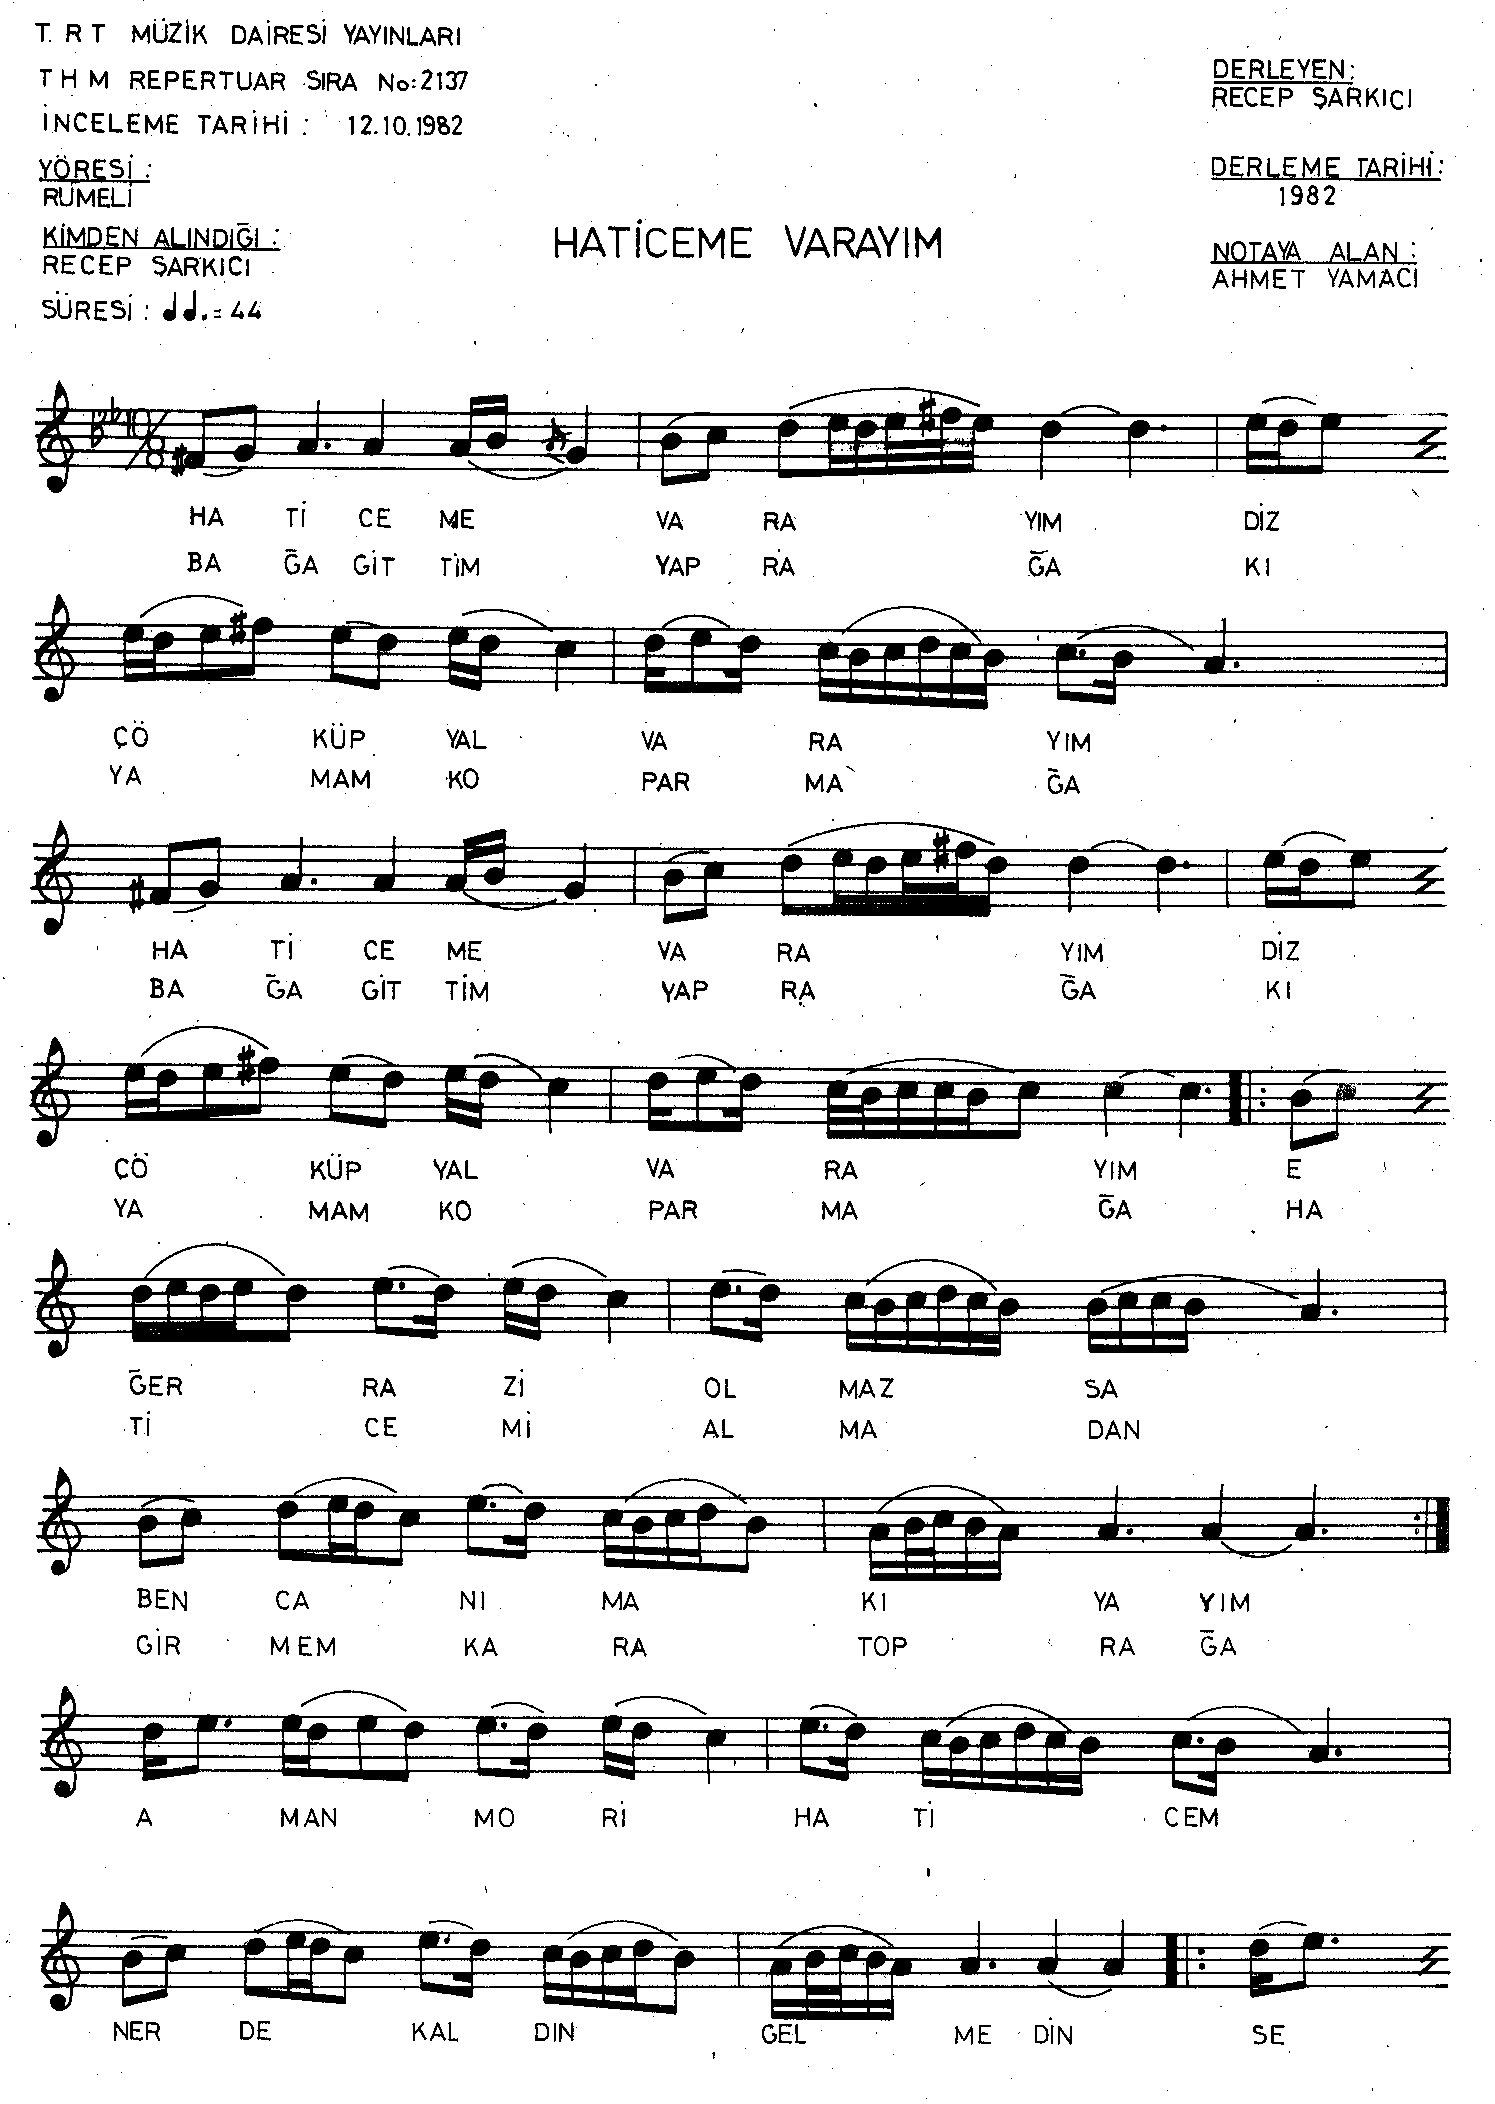 T. R T MÜZİK DAİRESİ YAYINLARI
T H M REPERTUAR SIRA No: 2137
İNCELEME TARİHİ : 12.10.1982
YÖRESİ :
RUMELİ
KİMDEN ALINDIĞI :
RECEP ŞARKICI
SÜRESİ : = 44
DERLEYEN:
RECEP ŞARKICI
DERLEME TARİHİ:
1982
NOTAYA ALAN :
AHMET YAMACI
HATİCEME VARAYIM
10/8
HA Tİ CE ME VA RA YIM DİZ
BA ĞA GİT TİM YAP RA ĞA KI
ÇÖ KÜP YAL VA RA YIM
YA MAM KO PAR MA ĞA
HA Tİ CE ME VA RA YIM DİZ
BA ĞA GİT TİM YAP RA ĞA KI
ÇÖ KÜP YAL VA RA YIM E
YA MAM KO PAR MA ĞA HA
ĞER RA Zİ OL MAZ SA
Tİ CE Mİ AL MA DAN
BEN CA NI MA KI YA YIM
GİR MEM KA RA TOP RA ĞA
A MAN MO Rİ HA Tİ CEM
NER DE KAL DIN GEL ME DİN SE